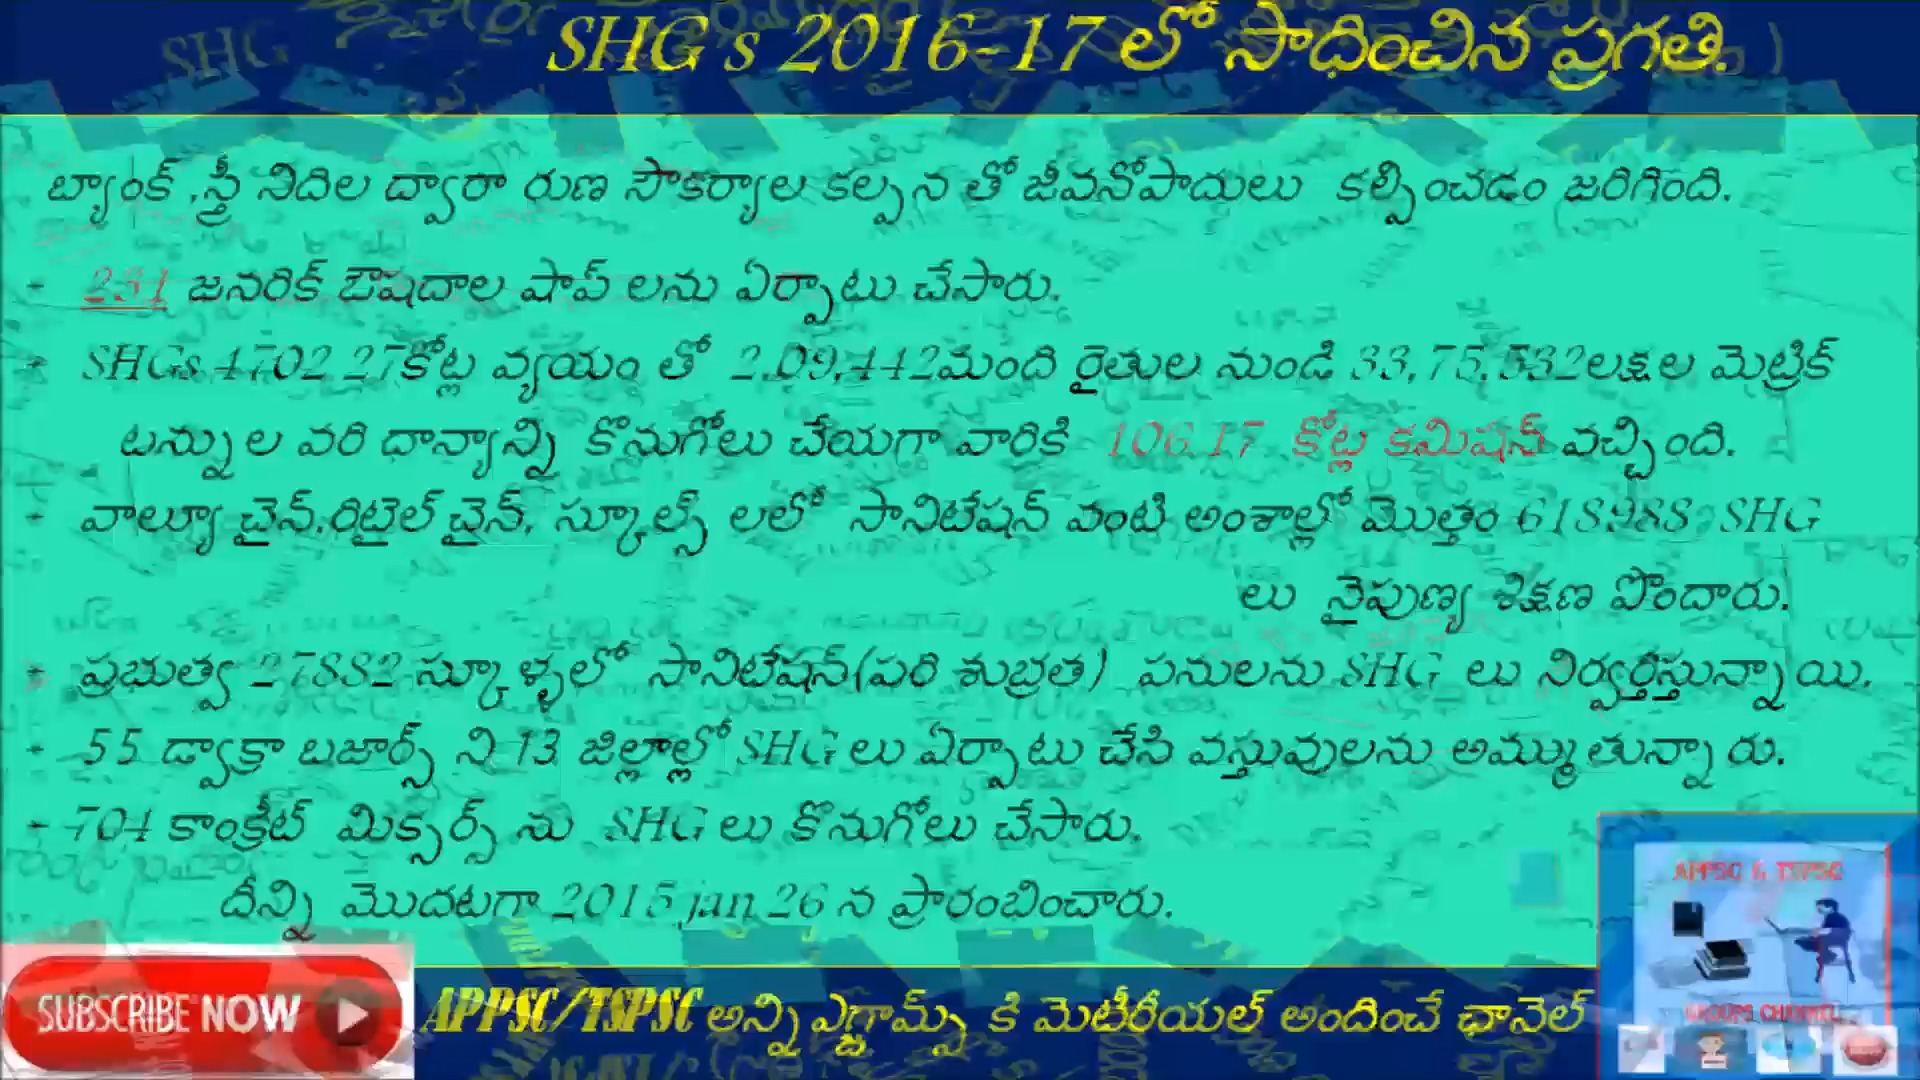 SHG s 2016-17 లో సాధించిన ప్రగతి.
బ్యాంక్ ,స్త్రీ నిదిల ద్వారా రుణ సౌకర్యాల కల్పన తో జీవనోపాదులు కల్పించడం జరిగింది.
231 జనరిక్ ఔషదాల షాప్ లను ఏర్పాటు చేసారు.
SHGs 4702.27కోట్ల వ్యయం తో 2,09,442మంది రైతుల నుండి 33,75,532లక్షల మెట్రిక్
టన్నుల వరి ధాన్యాన్ని కొనుగోలు చేయగా వారికి 106.17 కోట్ల కమిషన్ వచ్చింది.
వాల్యూ చైన్,రిటైల్ చైన్, స్కూల్స్ లలో సానిటేషన్ వంటి అంశాల్లో మొత్తం 618988 SHG
లు నైపుణ్య శిక్షణ పొందారు.
ప్రభుత్వ 27882 స్కూళ్ళలో సానిటేషన్(పరి శుబ్రత) పనులను SHG లు నిర్వర్తిస్తున్నాయి.
55 డ్వాక్రా బజార్స్ ని 13 జిల్లాల్లో SHG లు ఏర్పాటు చేసి వస్తువులను అమ్ముతున్నారు.
704 కాంక్రీట్ మిక్సర్స్ ను SHG లు కొనుగోలు చేసారు.
దీన్ని మొదటగా 2015 jan 26 న ప్రారంబించారు.
SUBSCRIBE NOW
APPSC/TSPSC అన్ని ఎగ్జామ్స్ కి మెటీరీయల్ అందించే ఛానెల్
APPSC & TSPSC
GROUPS CHANNEL